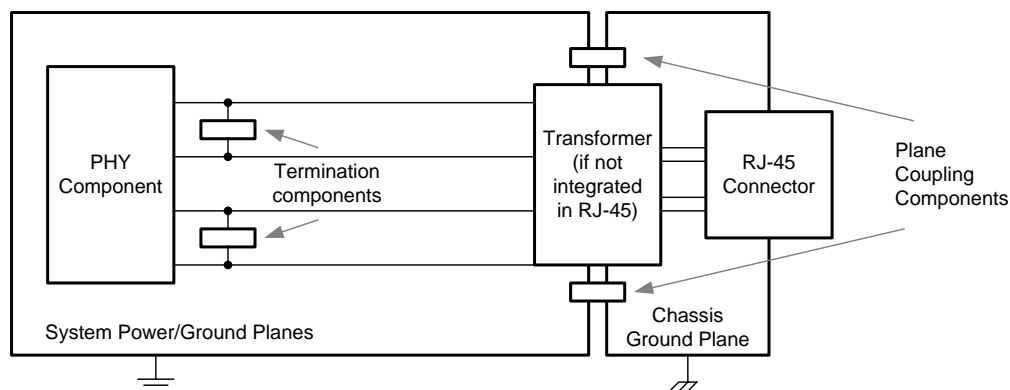 PHY
Component
Termination
components
Transformer
(if not
integrated
in RJ-45)
RJ-45
Connector
Plane
Coupling
Components
System Power/Ground Planes
Chassis
Ground Plane